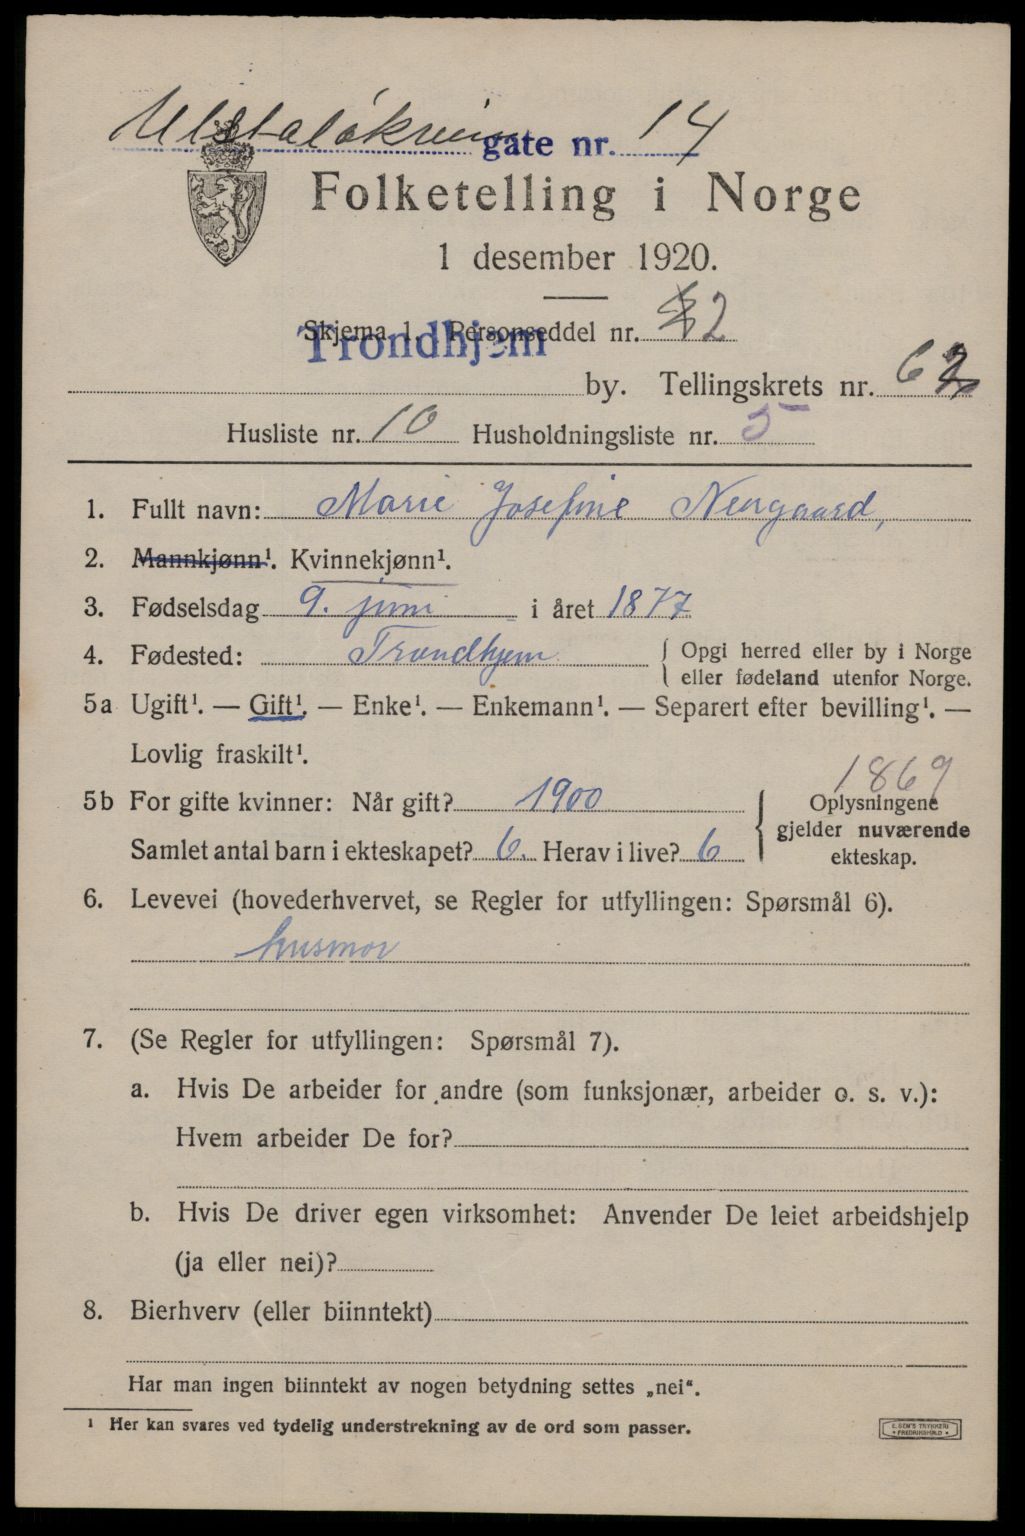 gate nr. 14
Folketelling i Norge
1 desember 1920.
Skjema 1. Personseddel nr. 2
Trondhjem by. Tellingskrets nr. 62
Husliste nr. 10 Husholdningsliste nr. 5
1. Fullt navn: Marie Josefine Neergaard,
2. Mannkjønn¹. Kvinnekjønn¹.
3. Fødselsdag 9. juni i året 1877
4. Fødested: Trondhjem { Opgi herred eller by i Norge
eller fødeland utenfor Norge.
5a Ugift¹. — Gift¹. — Enke¹. — Enkemann¹. — Separert efter bevilling¹. —
Lovlig fraskilt¹.
1869
5b For gifte kvinner: Når gift? 1900
Samlet antal barn i ekteskapet? 6. Herav i live? 6
Oplysningene
gjelder nuværende
ekteskap.
6. Levevei (hovederhvervet, se Regler for utfyllingen: Spørsmål 6).
husmor
7. (Se Regler for utfyllingen: Spørsmål 7).
a. Hvis De arbeider for andre (som funksjonær, arbeider o. s. v.):
Hvem arbeider De for?
b. Hvis De driver egen virksomhet: Anvender De leiet arbeidshjelp
(ja eller nei)?
8. Bierhverv (eller biinntekt)
Har man ingen biinntekt av nogen betydning settes „nei“.
¹ Her kan svares ved tydelig understrekning av de ord som passer.
E. SEM'S TRYKKERI
FREDRIKSHALD